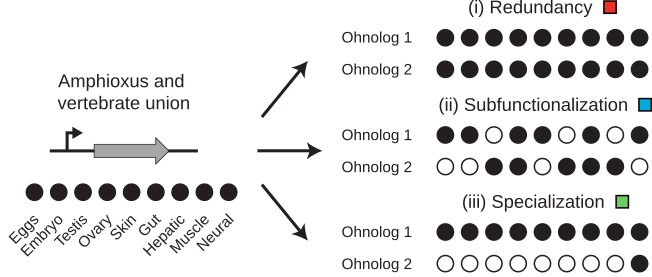 (i) Redundancy
Ohnolog 1
Ohnolog 2
Amphioxus and
vertebrate union
(ii) Subfunctionalization
Ohnolog 1
Ohnolog 2
Eggs
Embryo
Testis
Ovary
Skin
Gut
Hepatic
Muscle
Neural
(iii) Specialization
Ohnolog 1
Ohnolog 2